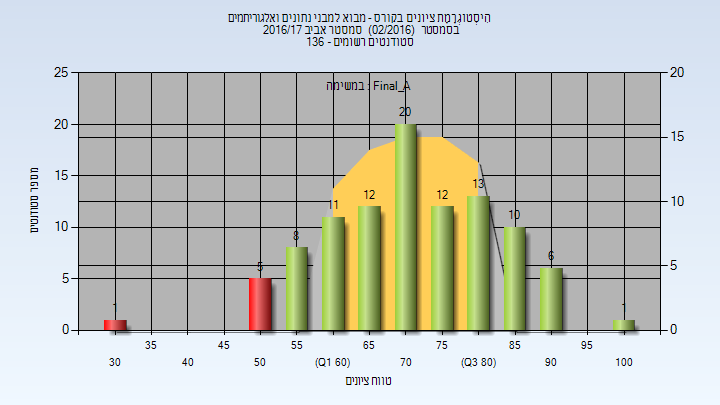 הִיסְטוֹגְרָמַת ציונים בקורס - מבוא למבני נתונים ואלגוריתמים
בסמסטר (02/2016) סמסטר אביב 2016/17
סטודנטים רשומים - 136
במשימה : Final_A
25 20
20 15
15 10
10 5
5 0
0
מספר סטודנטים
1 5 8 11 12 20 12 13 10 6 1
35 45 55 65 75 85 95
30 40 50 (Q1 60) 70 (Q3 80) 90 100
טווח ציונים